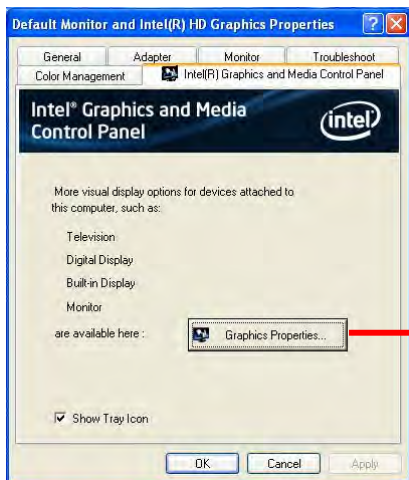 Default Monitor and Intel(R) HD Graphics Properties
General Adapter Monitor Troubleshoot
Color Management Intel(R) Graphics and Media Control Panel
Intel® Graphics and Media
Control Panel
intel
More visual display options for devices attached to
this computer, such as:
Television
Digital Display
Built-in Display
Monitor
are available here : Graphics Properties...
Show Tray Icon
OK Cancel Apply